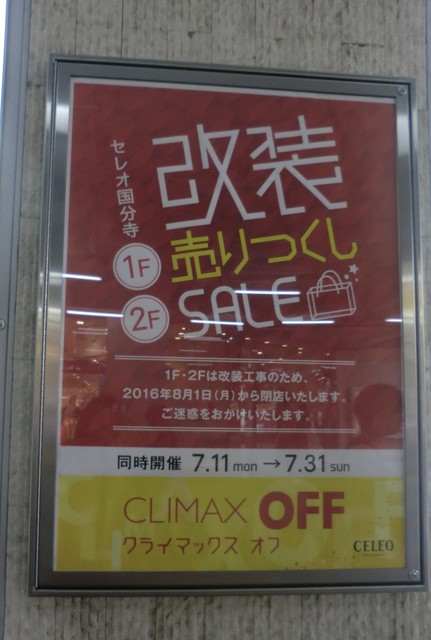 セレオ国分寺
1F
2F
改装
売りつくし
SALE
1F・2Fは改装工事のため、
2016年8月1日(月)から閉店いたします。
ご迷惑をおかけいたします。
同時開催 7.11 mon →7.31 sun
CLIMAX OFF
クライマックス オフ
CELEO